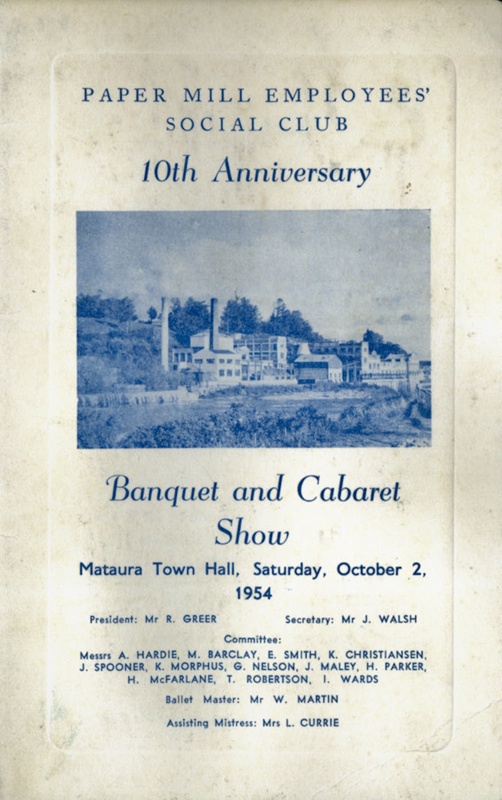 PAPER MILL EMPLOYEES'
SOCIAL CLUB
10th Anniversary
Banquet and Cabaret
Show
Mataura Town Hall, Saturday, October 2,
1954
President: Mr R. GREER Secretary: Mr J. WALSH
Committee:
Messrs A. HARDIE, M. BARCLAY, E. SMITH, K. CHRISTIANSEN,
J. SPOONER, K. MORPHUS, G. NELSON, J. MALEY, H. PARKER,
H. McFARLANE, T. ROBERTSON, I. WARDS
Ballet Master: Mr W. MARTIN
Assisting Mistress: Mrs L. CURRIE